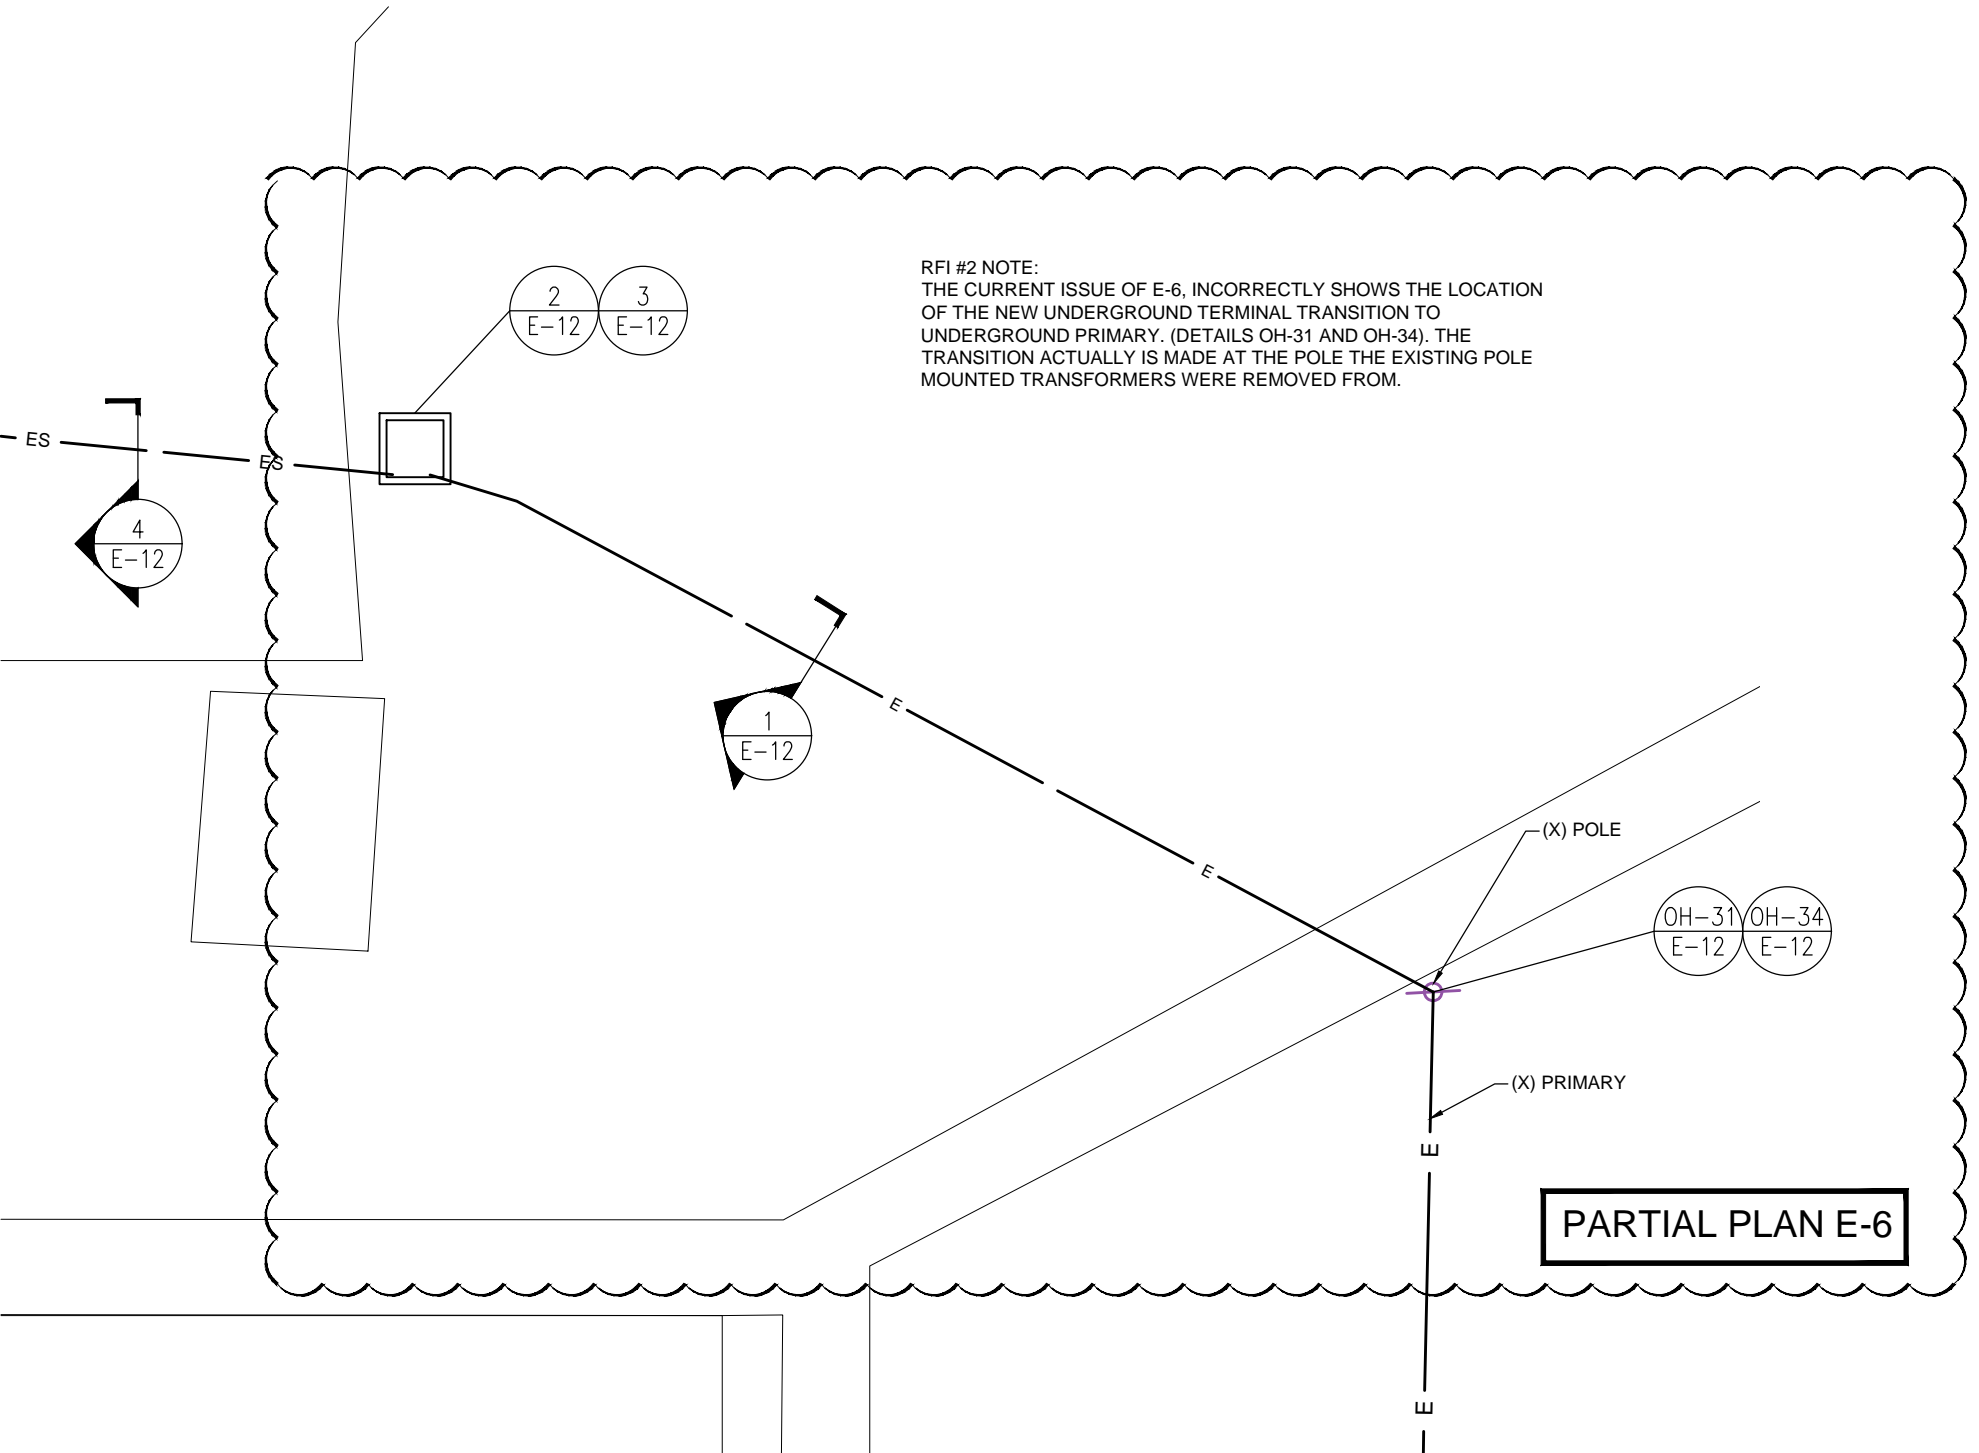 2
E-12
3
E-12
RFI #2 NOTE:
THE CURRENT ISSUE OF E-6, INCORRECTLY SHOWS THE LOCATION
OF THE NEW UNDERGROUND TERMINAL TRANSITION TO
UNDERGROUND PRIMARY. (DETAILS OH-31 AND OH-34). THE
TRANSITION ACTUALLY IS MADE AT THE POLE THE EXISTING POLE
MOUNTED TRANSFORMERS WERE REMOVED FROM.
ES
ES
4
E-12
1
E-12
E
E
(X) POLE
OH-31
E-12
OH-34
E-12
(X) PRIMARY
E
PARTIAL PLAN E-6
E